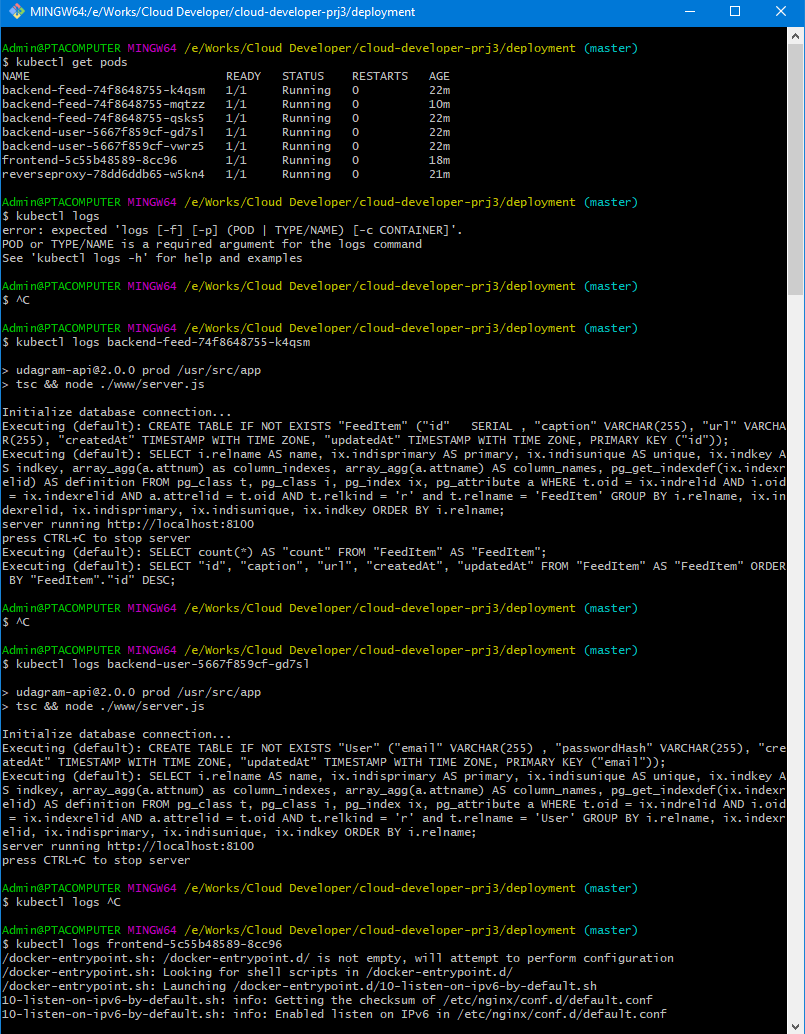 MINGW64:/e/Works/Cloud Developer/cloud-developer-prj3/deployment
Admin@PTACOMPUTER MINGW64 /e/Works/Cloud Developer/cloud-developer-prj3/deployment (master)
$ kubectl get pods
NAME READY STATUS RESTARTS AGE
backend-feed-74f8648755-k4qsm 1/1 Running 0 22m
backend-feed-74f8648755-mqtzz 1/1 Running 0 10m
backend-feed-74f8648755-qsks5 1/1 Running 0 22m
backend-user-5667f859cf-gd7sl 1/1 Running 0 22m
backend-user-5667f859cf-vwrz5 1/1 Running 0 22m
frontend-5c55b48589-8cc96 1/1 Running 0 18m
reverseproxy-78dd6ddb65-w5kn4 1/1 Running 0 21m
Admin@PTACOMPUTER MINGW64 /e/Works/Cloud Developer/cloud-developer-prj3/deployment (master)
$ kubectl logs
error: expected 'logs [-f] [-p] (POD | TYPE/NAME) [-c CONTAINER]'.
POD or TYPE/NAME is a required argument for the logs command
See 'kubectl logs -h' for help and examples
Admin@PTACOMPUTER MINGW64 /e/Works/Cloud Developer/cloud-developer-prj3/deployment (master)
$ ^C
Admin@PTACOMPUTER MINGW64 /e/Works/Cloud Developer/cloud-developer-prj3/deployment (master)
$ kubectl logs backend-feed-74f8648755-k4qsm
> udagram-api@2.0.0 prod /usr/src/app
> tsc && node ./www/server.js
Initialize database connection...
Executing (default): CREATE TABLE IF NOT EXISTS "FeedItem" ("id"   SERIAL , "caption" VARCHAR(255), "url" VARCHA
R(255), "createdAt" TIMESTAMP WITH TIME ZONE, "updatedAt" TIMESTAMP WITH TIME ZONE, PRIMARY KEY ("id"));
Executing (default): SELECT i.relname AS name, ix.indisprimary AS primary, ix.indisunique AS unique, ix.indkey A
S indkey, array_agg(a.attnum) as column_indexes, array_agg(a.attname) AS column_names, pg_get_indexdef(ix.indexr
elid) AS definition FROM pg_class t, pg_class i, pg_index ix, pg_attribute a WHERE t.oid = ix.indrelid AND i.oid
 = ix.indexrelid AND a.attrelid = t.oid AND t.relkind = 'r' and t.relname = 'FeedItem' GROUP BY i.relname, ix.in
dexrelid, ix.indisprimary, ix.indisunique, ix.indkey ORDER BY i.relname;
server running http://localhost:8100
press CTRL+C to stop server
Executing (default): SELECT count(*) AS "count" FROM "FeedItem" AS "FeedItem";
Executing (default): SELECT "id", "caption", "url", "createdAt", "updatedAt" FROM "FeedItem" AS "FeedItem" ORDER
 BY "FeedItem"."id" DESC;
Admin@PTACOMPUTER MINGW64 /e/Works/Cloud Developer/cloud-developer-prj3/deployment (master)
$ ^C
Admin@PTACOMPUTER MINGW64 /e/Works/Cloud Developer/cloud-developer-prj3/deployment (master)
$ kubectl logs backend-user-5667f859cf-gd7sl
> udagram-api@2.0.0 prod /usr/src/app
> tsc && node ./www/server.js
Initialize database connection...
Executing (default): CREATE TABLE IF NOT EXISTS "User" ("email" VARCHAR(255) , "passwordHash" VARCHAR(255), "cre
atedAt" TIMESTAMP WITH TIME ZONE, "updatedAt" TIMESTAMP WITH TIME ZONE, PRIMARY KEY ("email"));
Executing (default): SELECT i.relname AS name, ix.indisprimary AS primary, ix.indisunique AS unique, ix.indkey A
S indkey, array_agg(a.attnum) as column_indexes, array_agg(a.attname) AS column_names, pg_get_indexdef(ix.indexr
elid) AS definition FROM pg_class t, pg_class i, pg_index ix, pg_attribute a WHERE t.oid = ix.indrelid AND i.oid
 = ix.indexrelid AND a.attrelid = t.oid AND t.relkind = 'r' and t.relname = 'User' GROUP BY i.relname, ix.indexr
elid, ix.indisprimary, ix.indisunique, ix.indkey ORDER BY i.relname;
server running http://localhost:8100
press CTRL+C to stop server
Admin@PTACOMPUTER MINGW64 /e/Works/Cloud Developer/cloud-developer-prj3/deployment (master)
$ kubectl logs ^C
Admin@PTACOMPUTER MINGW64 /e/Works/Cloud Developer/cloud-developer-prj3/deployment (master)
$ kubectl logs frontend-5c55b48589-8cc96
/docker-entrypoint.sh: /docker-entrypoint.d/ is not empty, will attempt to perform configuration
/docker-entrypoint.sh: Looking for shell scripts in /docker-entrypoint.d/
/docker-entrypoint.sh: Launching /docker-entrypoint.d/10-listen-on-ipv6-by-default.sh
10-listen-on-ipv6-by-default.sh: info: Getting the checksum of /etc/nginx/conf.d/default.conf
10-listen-on-ipv6-by-default.sh: info: Enabled listen on IPv6 in /etc/nginx/conf.d/default.conf